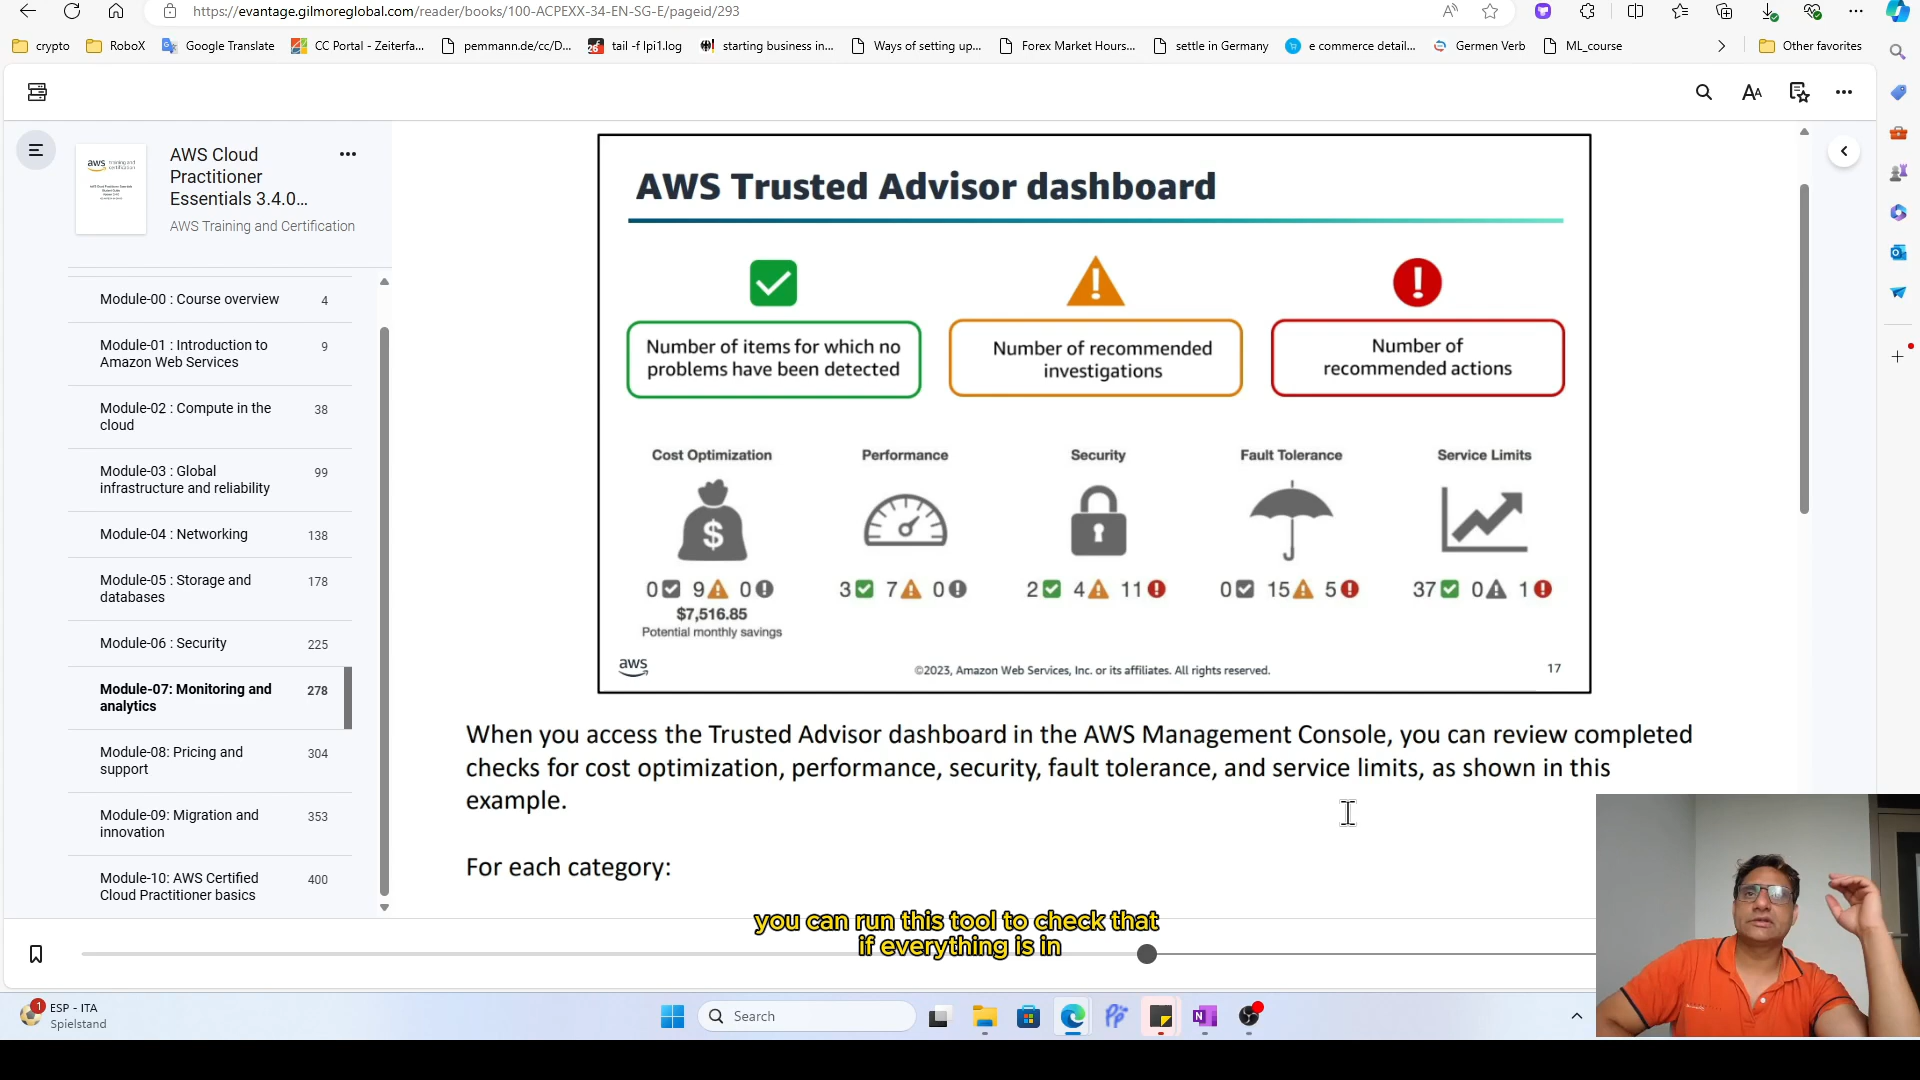 https://evantage.gilmoreglobal.com/reader/books/100-ACPEXX-34-EN-SG-E/pageid/293
crypto
RoboX
Google Translate
CC Portal - Zeiterfa...
pemmann.de/cc/D...
tail -f lpi1.log
starting business in...
Ways of setting up...
Forex Market Hours...
settle in Germany
e commerce detail...
Germen Verb
ML_course
Other favorites
AWS Cloud
Practitioner
Essentials 3.4.0...
AWS Training and Certification
Module-00 : Course overview 4
Module-01 : Introduction to 9
Amazon Web Services
Module-02 : Compute in the 38
cloud
Module-03 : Global 99
infrastructure and reliability
Module-04 : Networking 138
Module-05 : Storage and 178
databases
Module-06 : Security 225
Module-07: Monitoring and 278
analytics
Module-08: Pricing and 304
support
Module-09: Migration and 353
innovation
Module-10: AWS Certified 400
Cloud Practitioner basics
AWS Trusted Advisor dashboard
Number of items for which no
problems have been detected
Number of recommended
investigations
Number of
recommended actions
Cost Optimization Performance Security Fault Tolerance Service Limits
0 9 0 3 7 0 2 4 11 0 15 5 37 0 1
$7,516.85
Potential monthly savings
aws
©2023, Amazon Web Services, Inc. or its affiliates. All rights reserved.
17
When you access the Trusted Advisor dashboard in the AWS Management Console, you can review completed
checks for cost optimization, performance, security, fault tolerance, and service limits, as shown in this
example.
For each category:
you can run this tool to check that
if everything is in
1
ESP - ITA
Spielstand
Search